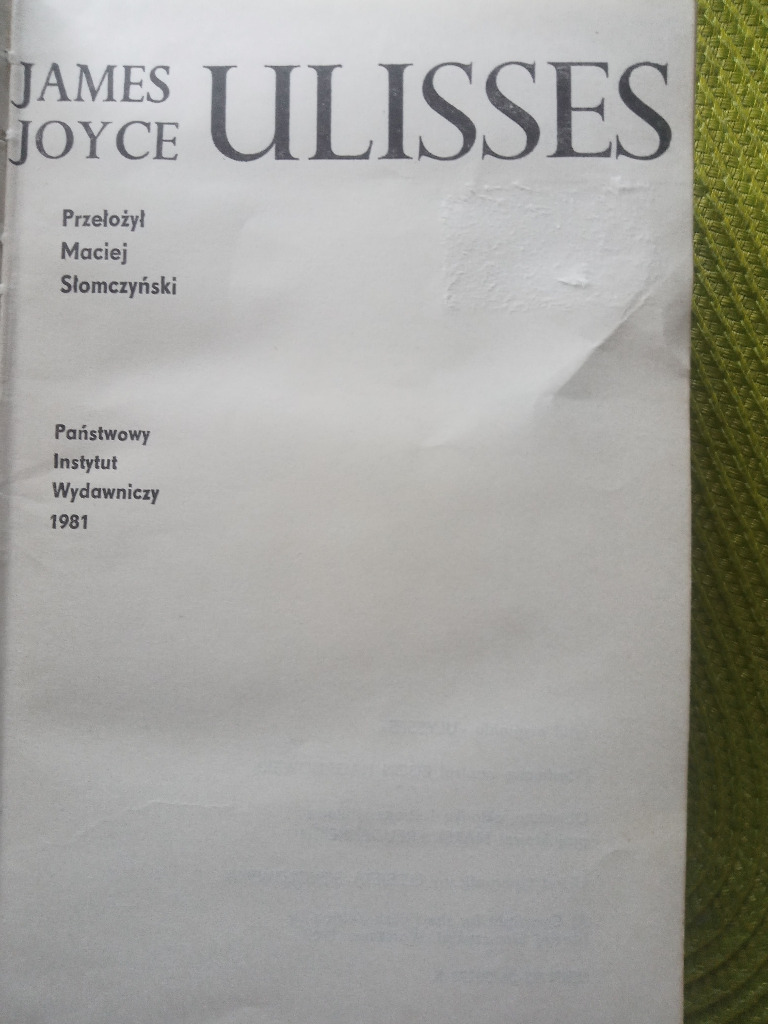 JAMES
JOYCE
ULISSES
Przełożył
Maciej
Słomczyński
Państwowy
Instytut
Wydawniczy
1981